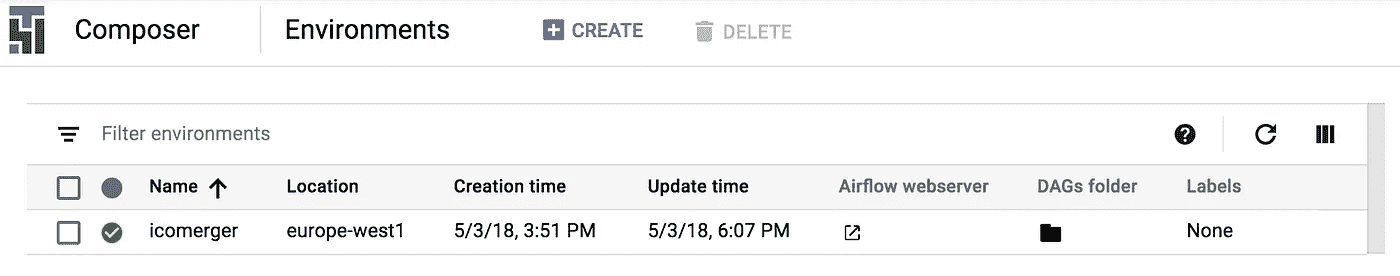 Composer Environments CREATE DELETE
Filter environments
Name Location Creation time Update time Airflow webserver DAGs folder Labels
icomerger europe-west1 5/3/18, 3:51 PM 5/3/18, 6:07 PM None